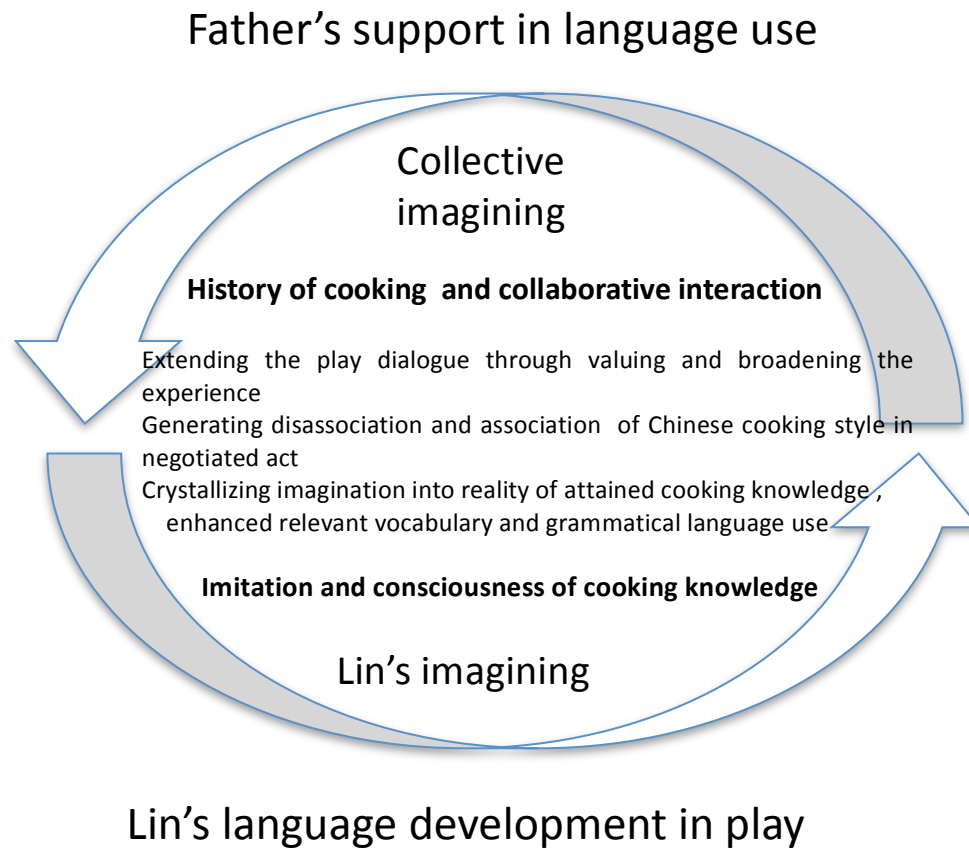 Father’s support in language use
Collective
imagining
History of cooking and collaborative interaction
Extending the play dialogue through valuing and broadening the
experience
Generating disassociation and association of Chinese cooking style in
negotiated act
Crystallizing imagination into reality of attained cooking knowledge ,
enhanced relevant vocabulary and grammatical language use
Imitation and consciousness of cooking knowledge
Lin’s imagining
Lin’s language development in play